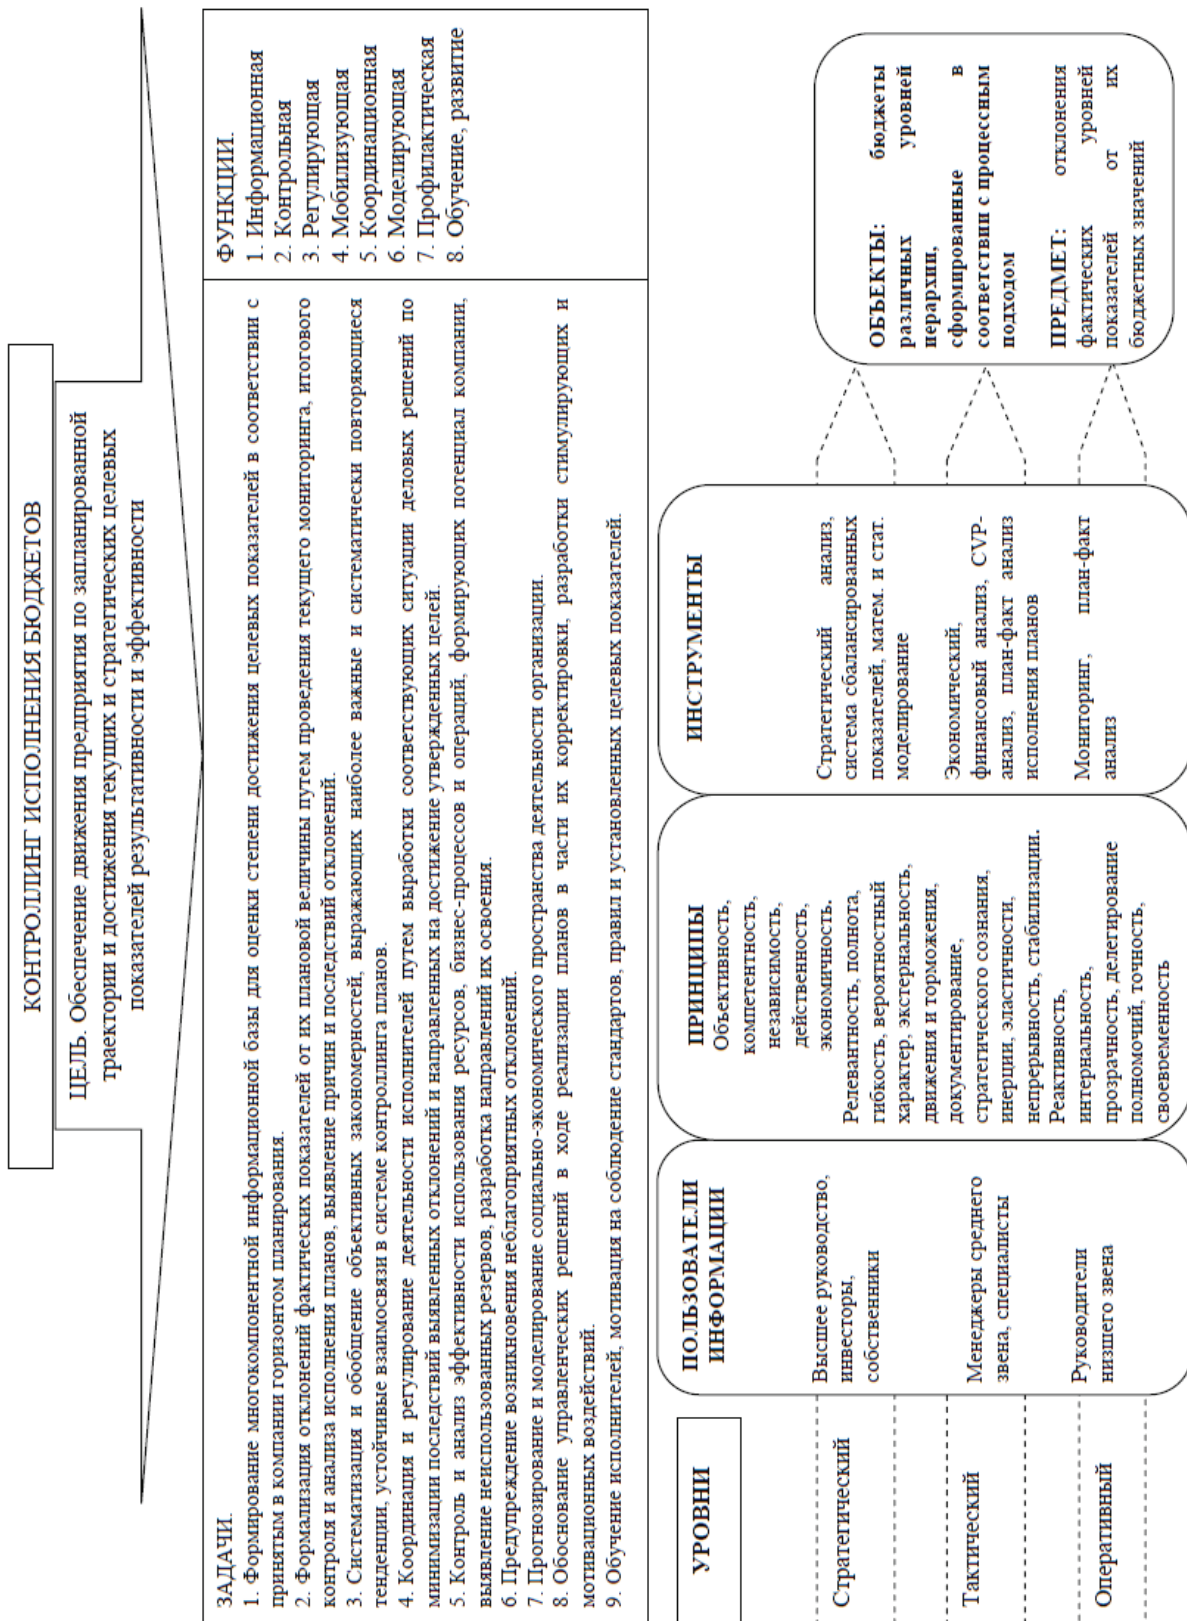 КОНТРОЛЛИНГ ИСПОЛНЕНИЯ БЮДЖЕТОВ
ЦЕЛЬ. Обеспечение движения предприятия по запланированной
траектории и достижения текущих и стратегических целевых
показателей результативности и эффективности
ЗАДАЧИ.
1. Формирование многокомпонентной информационной базы для оценки степени достижения целевых показателей в соответствии с
принятым в компании горизонтом планирования.
2. Формализация отклонений фактических показателей от их плановой величины путем проведения текущего мониторинга, итогового
контроля и анализа исполнения планов, выявление причин и последствий отклонений.
3. Систематизация и обобщение объективных закономерностей, выражающих наиболее важные и систематически повторяющиеся
тенденции, устойчивые взаимосвязи в системе контроллинга планов.
4. Координация и регулирование деятельности исполнителей путем выработки соответствующих ситуации деловых решений по
минимизации последствий выявленных отклонений и направленных на достижение утвержденных целей.
5. Контроль и анализ эффективности использования ресурсов, бизнес-процессов и операций, формирующих потенциал компании,
выявление неиспользованных резервов, разработка направлений их освоения.
6. Предупреждение возникновения неблагоприятных отклонений.
7. Прогнозирование и моделирование социально-экономического пространства деятельности организации.
8. Обоснование управленческих решений в ходе реализации планов в части их корректировки, разработки стимулирующих и
мотивационных воздействий.
9. Обучение исполнителей, мотивация на соблюдение стандартов, правил и установленных целевых показателей.
ФУНКЦИИ.
1. Информационная
2. Контрольная
3. Регулирующая
4. Мобилизующая
5. Координационная
6. Моделирующая
7. Профилактическая
8. Обучение, развитие
УРОВНИ
Стратегический
Тактический
Оперативный
ПОЛЬЗОВАТЕЛИ
ИНФОРМАЦИИ
Высшее руководство,
инвесторы,
собственники
Менеджеры среднего
звена, специалисты
Руководители
низшего звена
ПРИНЦИПЫ
Объективность,
компетентность,
независимость,
действенность,
экономичность.
Релевантность, полнота,
гибкость, вероятностный
характер, экстернальность,
движения и торможения,
документирование,
стратегического сознания,
инерции, эластичности,
непрерывность, стабилизации.
Реактивность,
интернальность,
прозрачность, делегирование
полномочий, точность,
своевременность
ИНСТРУМЕНТЫ
Стратегический анализ,
система сбалансированных
показателей, матем. и стат.
моделирование
Экономический,
финансовый анализ, CVP-
анализ, план-факт анализ
исполнения планов
Мониторинг, план-факт
анализ
ОБЪЕКТЫ: бюджеты
различных уровней
иерархии,
сформированные в
соответствии с процессным
подходом
ПРЕДМЕТ: отклонения
фактических уровней
показателей от их
бюджетных значений